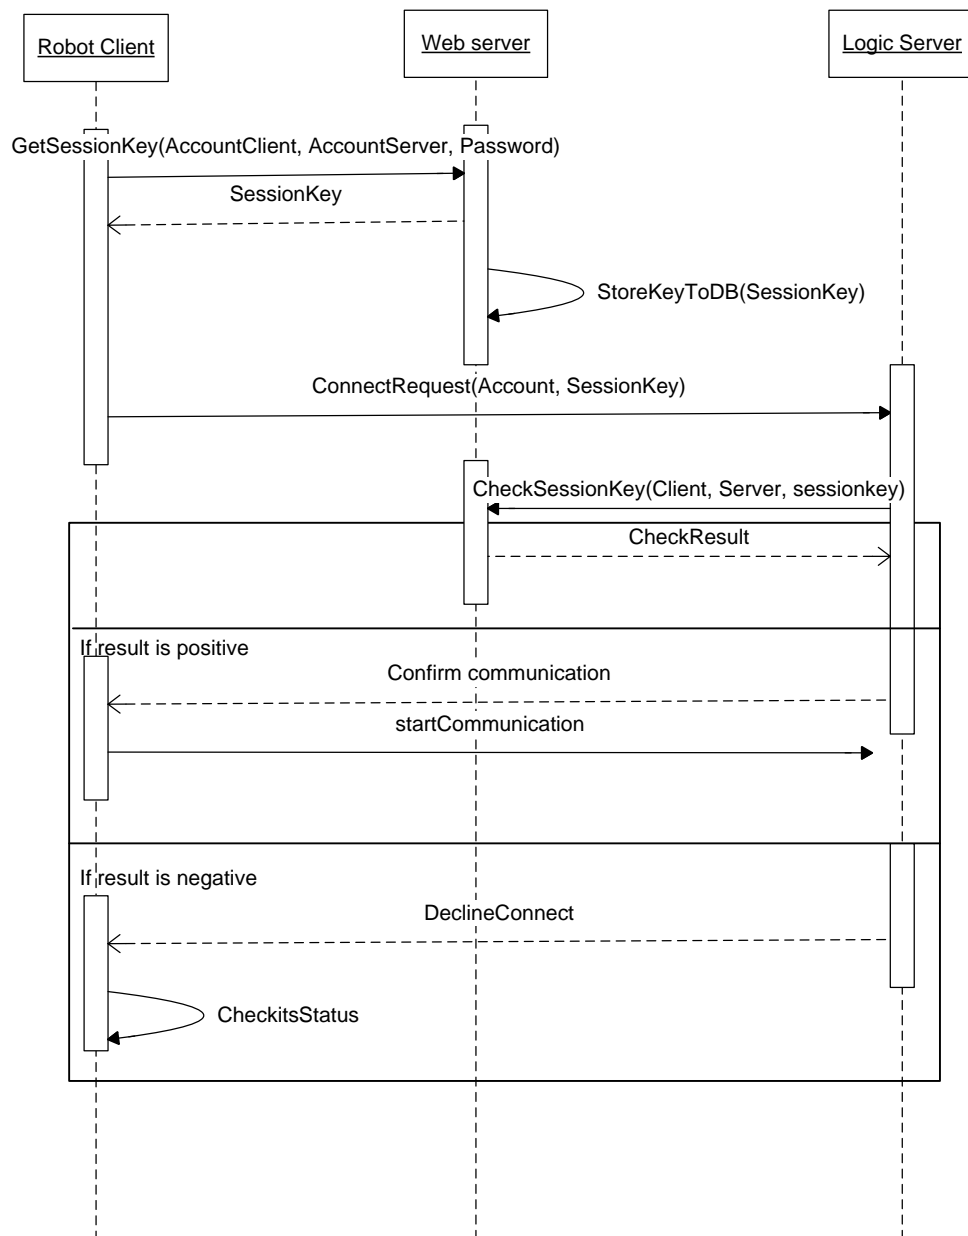 Robot Client
Web server
Logic Server
GetSessionKey(AccountClient, AccountServer, Password)
SessionKey
StoreKeyToDB(SessionKey)
ConnectRequest(Account, SessionKey)
CheckSessionKey(Client, Server, sessionkey)
CheckResult
If result is positive
Confirm communication
startCommunication
If result is negative
DeclineConnect
CheckitsStatus